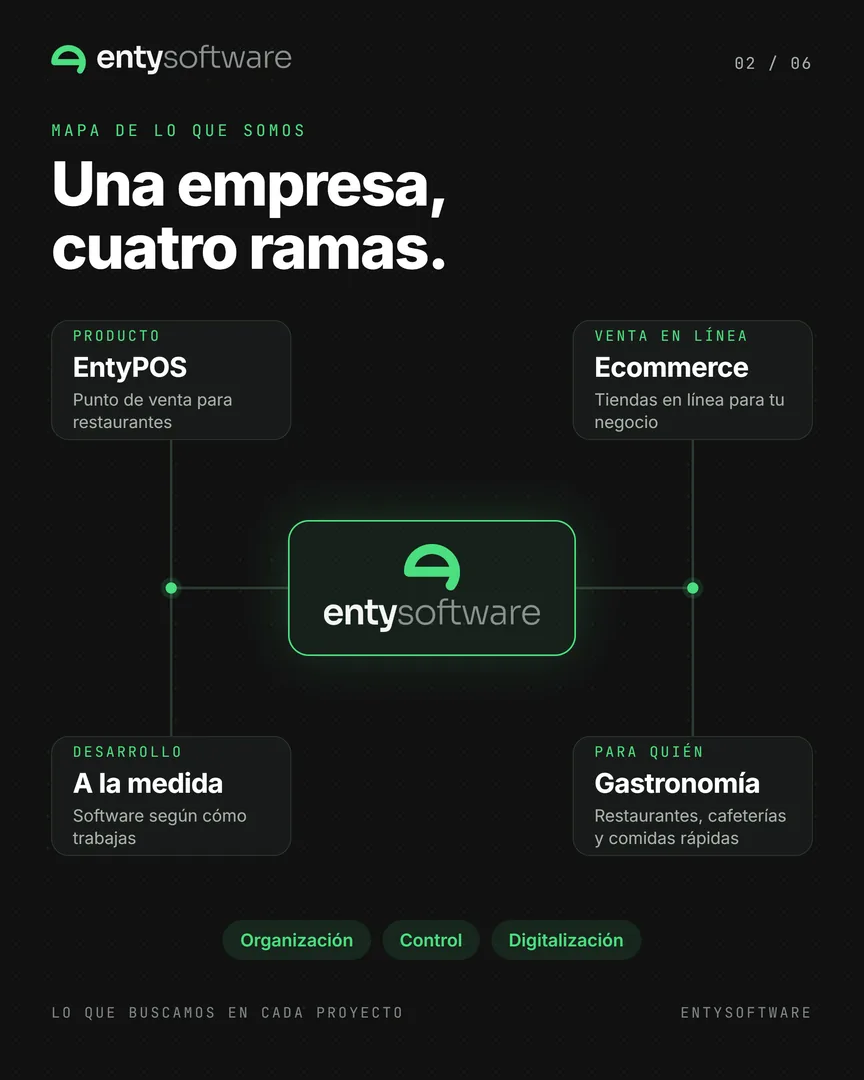 entysoftware
02 / 06
MAPA DE LO QUE SOMOS
Una empresa,
cuatro ramas.
PRODUCTO
EntyPOS
Punto de venta para
restaurantes
VENTA EN LÍNEA
Ecommerce
Tiendas en línea para tu
negocio
entysoftware
DESARROLLO
A la medida
Software según cómo
trabajas
PARA QUIÉN
Gastronomía
Restaurantes, cafeterías
y comidas rápidas
Organización
Control
Digitalización
LO QUE BUSCAMOS EN CADA PROYECTO
ENTYSOFTWARE